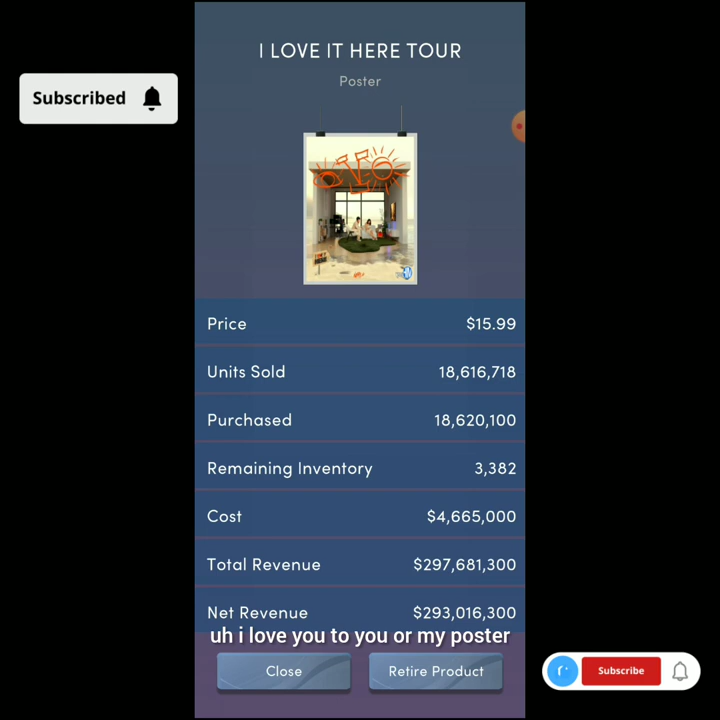 I LOVE IT HERE TOUR
Poster
Subscribed
Price $15.99
Units Sold 18,616,718
Purchased 18,620,100
Remaining Inventory 3,382
Cost $4,665,000
Total Revenue $297,681,300
Net Revenue $293,016,300
uh i love you to you or my poster
Close Retire Product
Subscribe